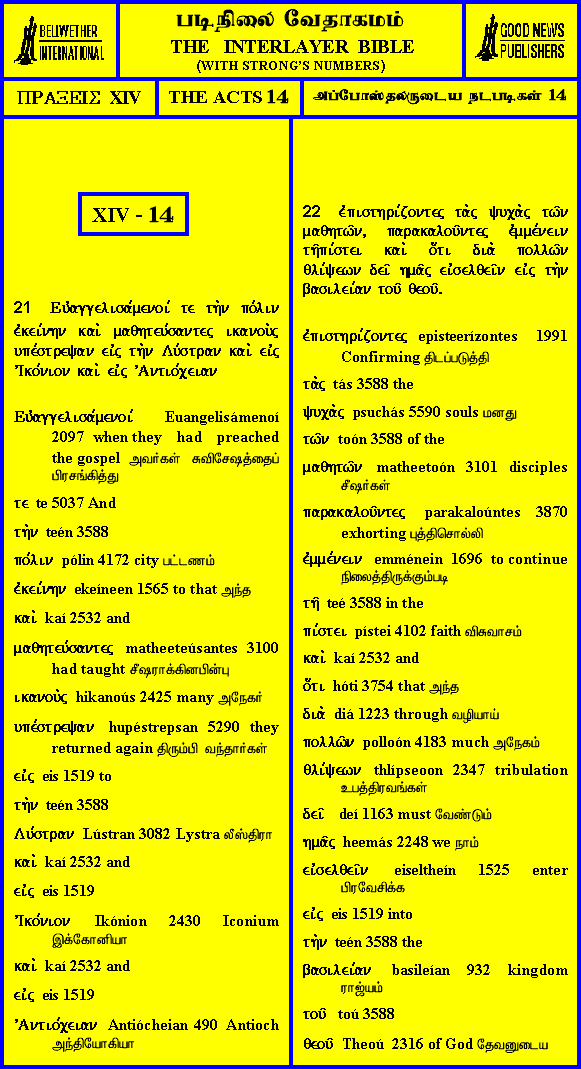 BELLWETHER
INTERNATIONAL
படிநிலை வேதாகமம்
THE INTERLAYER BIBLE
(WITH STRONG'S NUMBERS)
GOOD NEWS
PUBLISHERS
ΠΡΑΞΕΙΣ XIV
THE ACTS 14
அப்போஸ்தலருடைய நடபடிகள் 14
XIV - 14
21 Εὐαγγελισάμενοί τε τὴν πόλιν
ἐκείνην καὶ μαθητεύσαντες ικανοὺς
υπέστρεψαν εἰς τὴν Λύστραν καὶ εἰς
Ἰκόνιον καὶ εἰς Ἀντιόχειαν
Εὐαγγελισάμενοί Euangelisámenoí
2097 when they had preached
the gospel அவர்கள் சுவிசேஷத்தைப்
பிரசங்கித்து
τε te 5037 And
τὴν teén 3588
πόλιν pólin 4172 city பட்டணம்
ἐκείνην ekeíneen 1565 to that அந்த
καὶ kaí 2532 and
μαθητεύσαντες matheeteúsantes 3100
had taught சீஷராக்கினபின்பு
ικανοὺς hikanoús 2425 many அநேகர்
υπέστρεψαν hupéstrepsan 5290 they
returned again திரும்பி வந்தார்கள்
εἰς eis 1519 to
τὴν teén 3588
Λύστραν Lústran 3082 Lystra லீஸ்திரா
καὶ kaí 2532 and
εἰς eis 1519
Ἰκόνιον Ikónion 2430 Iconium
இக்கோனியா
καὶ kaí 2532 and
εἰς eis 1519
Ἀντιόχειαν Antiócheian 490 Antioch
அந்தியோகியா
22 ἐπιστηρίζοντες τὰς ψυχὰς τῶν
μαθητῶν, παρακαλοῦντες ἐμμένειν
τῆπίστει καὶ ὅτι διὰ πολλῶν
θλίψεων δεῖ ημᾶς εἰσελθεῖν εἰς τὴν
βασιλείαν τοῦ θεοῦ.
ἐπιστηρίζοντες episteerízontes 1991
Confirming திடப்படுத்தி
τὰς tás 3588 the
ψυχὰς psuchás 5590 souls மனது
τῶν toón 3588 of the
μαθητῶν matheetoón 3101 disciples
சீஷர்கள்
παρακαλοῦντες parakaloúntes 3870
exhorting புத்திசொல்லி
ἐμμένειν emménein 1696 to continue
நிலைத்திருக்கும்படி
τῆ teé 3588 in the
πίστει pístei 4102 faith விசுவாசம்
καὶ kaí 2532 and
ὅτι hóti 3754 that அந்த
διὰ diá 1223 through வழியாய்
πολλῶν polloón 4183 much அநேகம்
θλίψεων thlípseoon 2347 tribulation
உபத்திரவங்கள்
δεῖ deí 1163 must வேண்டும்
ημᾶς heemás 2248 we நாம்
εἰσελθεῖν eiseltheín 1525 enter
பிரவேசிக்க
εἰς eis 1519 into
τὴν teén 3588 the
βασιλείαν basileían 932 kingdom
ராஜ்யம்
τοῦ toú 3588
θεοῦ Theoú 2316 of God தேவனுடைய